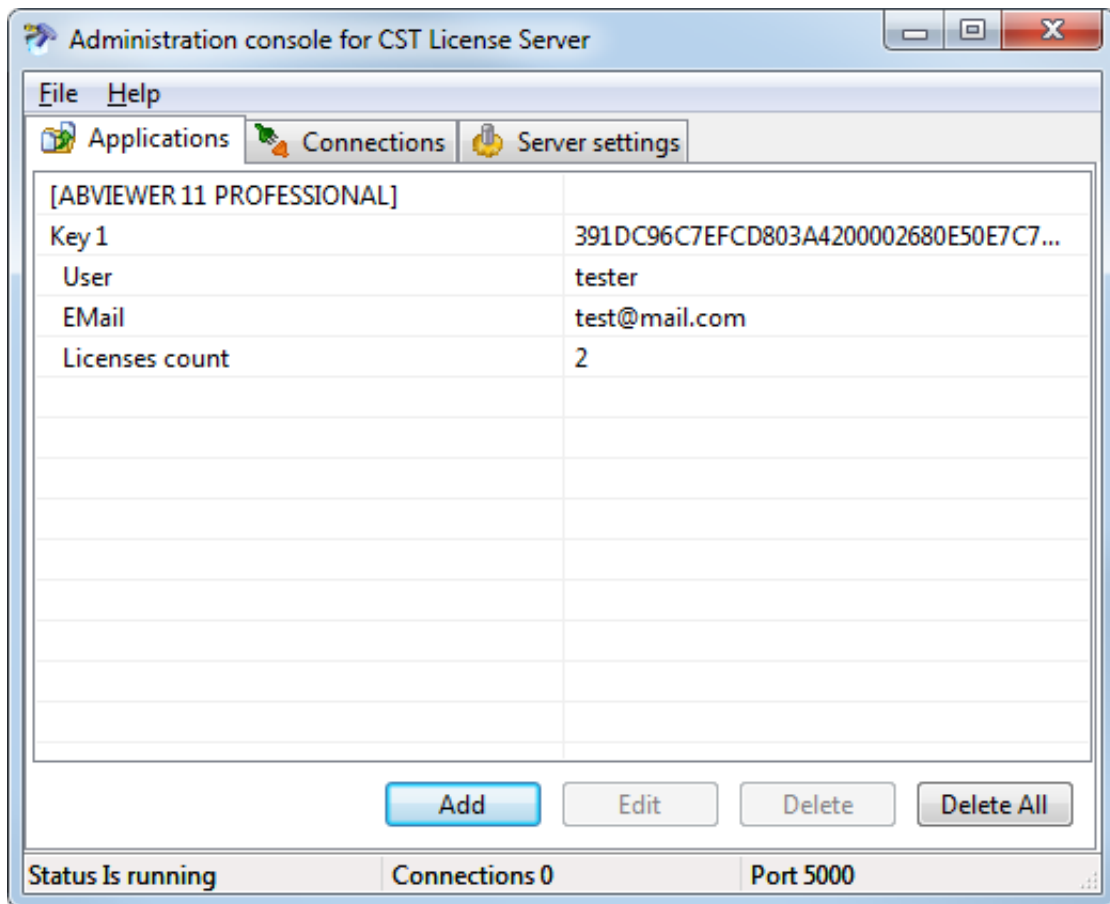 Administration console for CST License Server
File Help
Applications Connections Server settings
[ABVIEWER 11 PROFESSIONAL]
Key 1 391DC96C7EFCD803A4200002680E50E7C7...
User tester
EMail test@mail.com
Licenses count 2
Add Edit Delete Delete All
Status Is running Connections 0 Port 5000